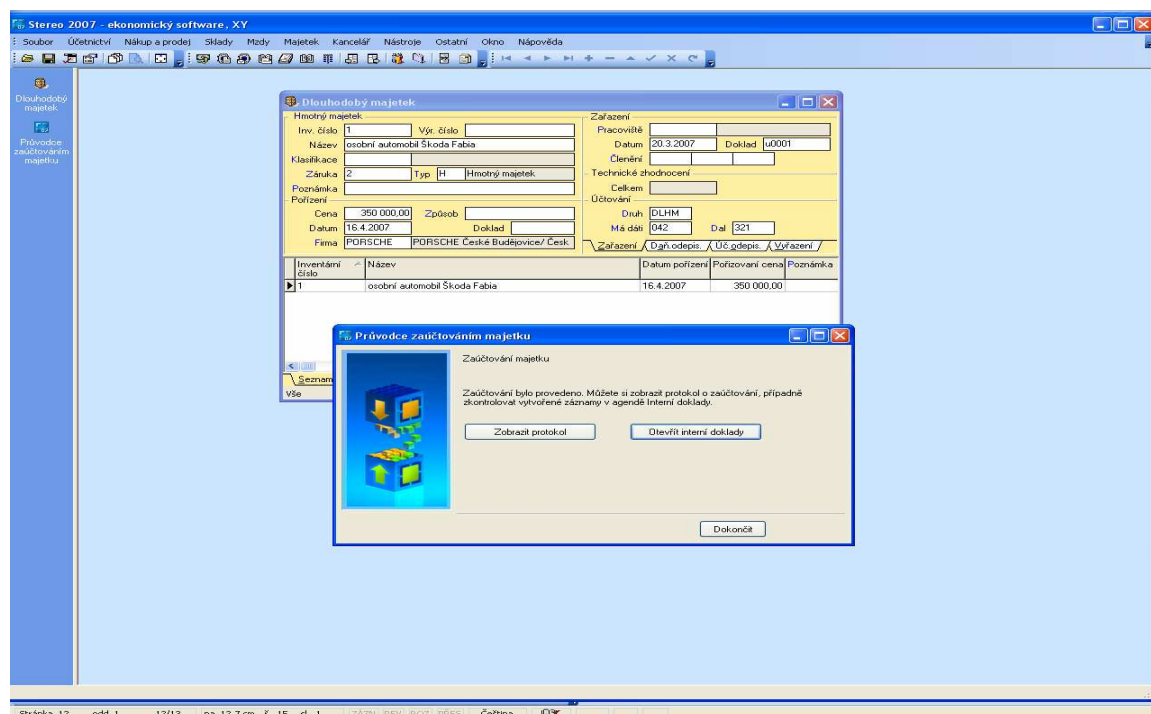 Stereo 2007 - ekonomický software, XY
Soubor Účetnictví Nákup a prodej Sklady Mzdy Majetek Kancelář Nástroje Ostatní Okno Nápověda
Dlouhodobý
majetek
Průvodce
zaúčtováním
majetku
Dlouhodobý majetek
Hmotný majetek
Inv. číslo 1 Výr. číslo
Název osobní automobil Škoda Fabia
Klasifikace
Záruka 2 Typ H Hmotný majetek
Poznámka
Pořízení
Cena 350 000,00 Způsob
Datum 16.4.2007 Doklad
Firma PORSCHE PORSCHE České Budějovice/ Česk
Zařazení
Pracoviště
Datum 20.3.2007 Doklad u0001
Členění
Technické zhodnocení
Celkem
Účtování
Druh DLHM
Má dáti 042 Dal 321
Zařazení Daň.odepis. Úč.odepis. Vyřazení
Inventární číslo Název Datum pořízení Pořizovaní cena Poznámka
1 osobní automobil Škoda Fabia 16.4.2007 350 000,00
Seznam
Vše
Průvodce zaúčtováním majetku
Zaúčtování majetku
Zaúčtování bylo provedeno. Můžete si zobrazit protokol o zaúčtování, případně
zkontrolovat vytvořené záznamy v agendě Interní doklady.
Zobrazit protokol Otevřít interní doklady
Dokončit